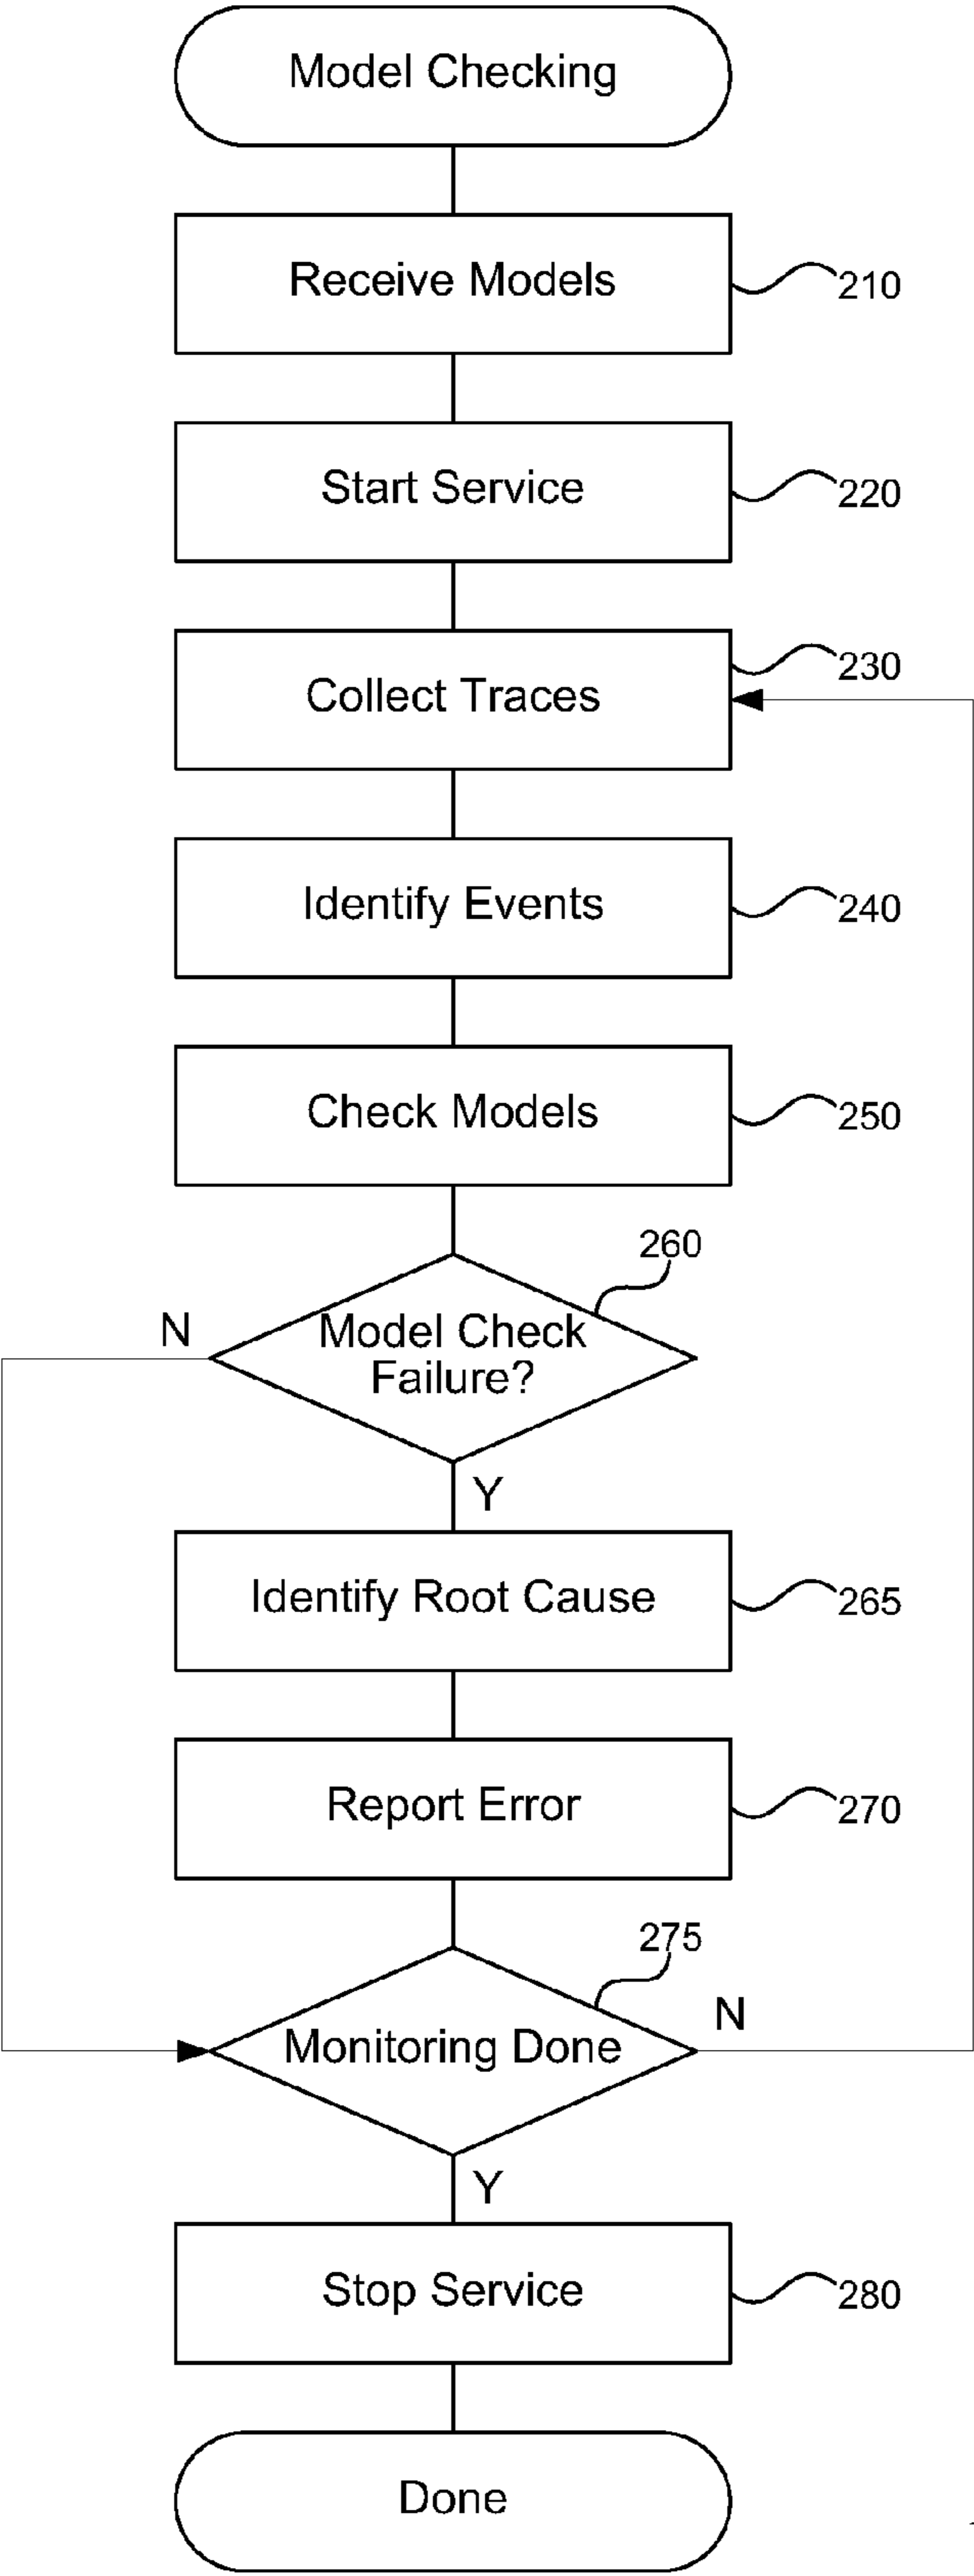 Model Checking
Receive Models
210
Start Service
220
Collect Traces
230
Identify Events
240
Check Models
250
260
N
Model Check
Failure?
Y
Identify Root Cause
265
Report Error
270
275
Monitoring Done
N
Y
Stop Service
280
Done